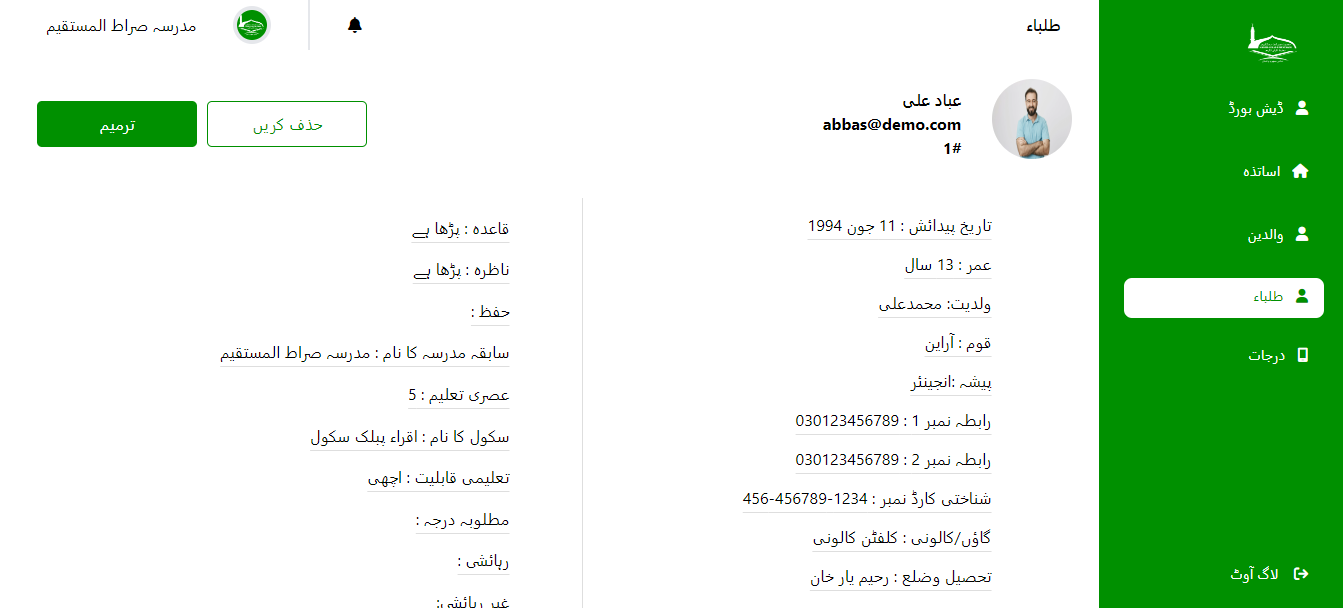 ڈیش بورڈ
اساتذہ
والدین
طلباء
درجات
لاگ آوٹ
طلباء
مدرسہ صراط المستقیم
عباد علی
abbas@demo.com
1#
حذف کریں
ترمیم
تاریخ پیدائش : 11 جون 1994
عمر : 13 سال
ولدیت: محمدعلی
قوم : آراین
پیشہ :انجینئر
رابطہ نمبر 1 : 030123456789
رابطہ نمبر 2 : 030123456789
شناختی کارڈ نمبر : 1234-456789-456
گاؤں/کالونی : کلفٹن کالونی
تحصیل وضلع : رحیم یار خان
قاعدہ : پڑھا ہے
ناظرہ : پڑھا ہے
حفظ :
سابقہ مدرسہ کا نام : مدرسہ صراط المستقیم
عصری تعلیم : 5
سکول کا نام : اقراء پبلک سکول
تعلیمی قابلیت : اچھی
مطلوبہ درجہ :
رہائشی :
غیر رہائشی: